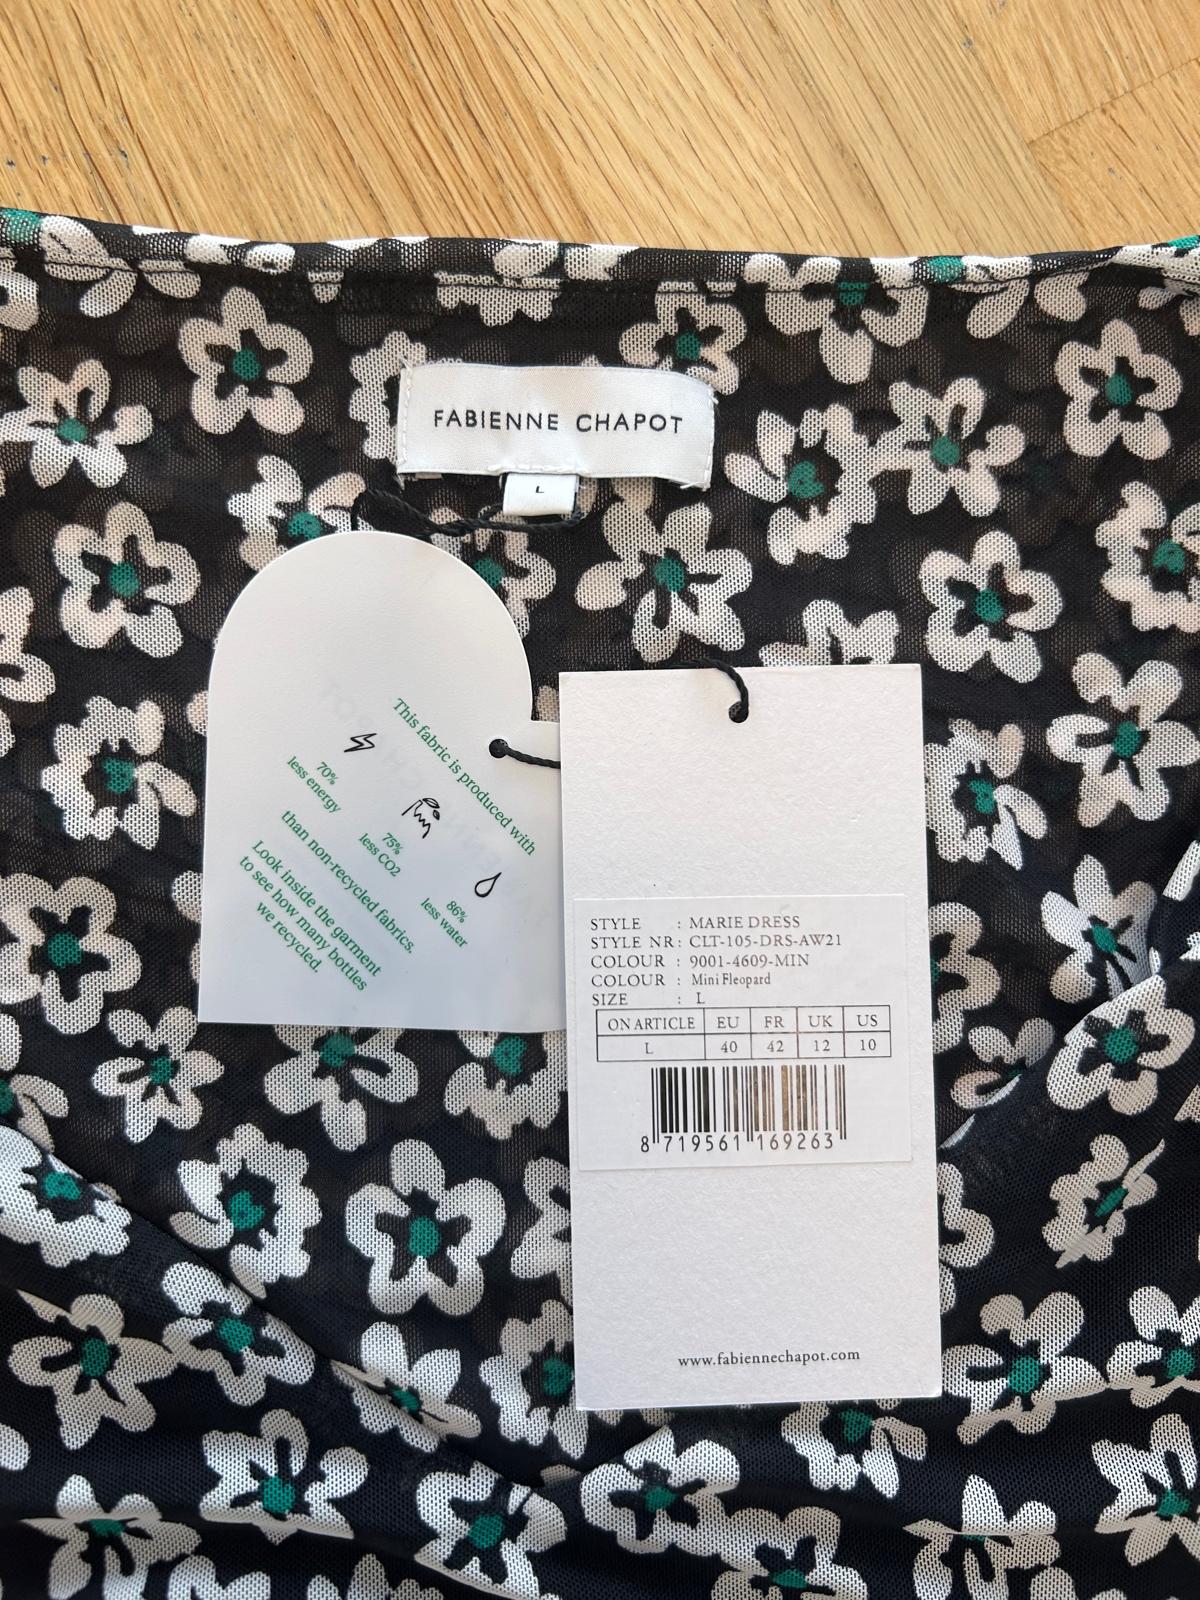 FABIENNE CHAPOT
L
This fabric is produced with
70%
less energy
75%
less CO2
86%
less water
than non-recycled fabrics.
Look inside the garment
to see how many bottles
we recycled.
STYLE : MARIE DRESS
STYLE NR : CLT-105-DRS-AW21
COLOUR : 9001-4609-MIN
COLOUR : Mini Fleopard
SIZE : L
ON ARTICLE EU FR UK US
L 40 42 12 10
8 719561 169263
www.fabiennechapot.com